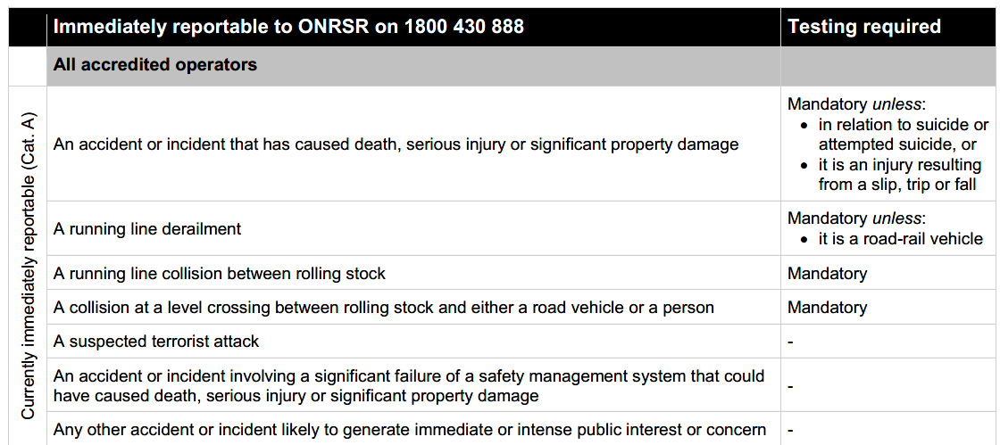 Immediately reportable to ONRSR on 1800 430 888
Testing required
All accredited operators
Currently immediately reportable (Cat. A)
An accident or incident that has caused death, serious injury or significant property damage
Mandatory unless:
• in relation to suicide or
attempted suicide, or
• it is an injury resulting
from a slip, trip or fall
A running line derailment
Mandatory unless:
• it is a road-rail vehicle
A running line collision between rolling stock
Mandatory
A collision at a level crossing between rolling stock and either a road vehicle or a person
Mandatory
A suspected terrorist attack
-
An accident or incident involving a significant failure of a safety management system that could
have caused death, serious injury or significant property damage
-
Any other accident or incident likely to generate immediate or intense public interest or concern
-